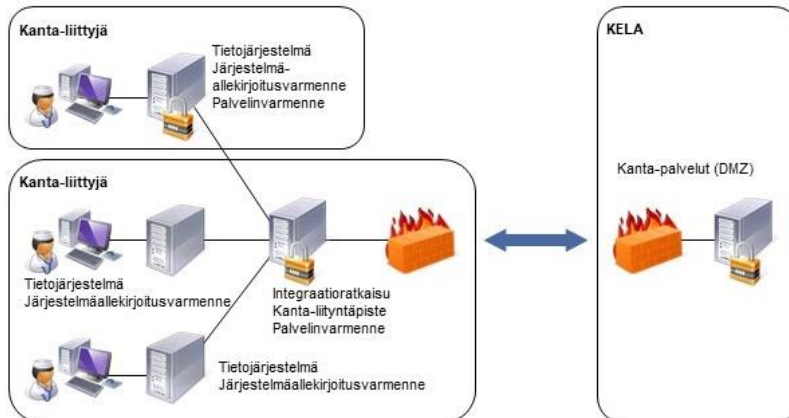 Kanta-liittyjä
Tietojärjestelmä
Järjestelmä-
allekirjoitusvarmenne
Palvelinvarmenne
Kanta-liittyjä
Tietojärjestelmä
Järjestelmäallekirjoitusvarmenne
Integraatioratkaisu
Kanta-liityntäpiste
Palvelinvarmenne
Tietojärjestelmä
Järjestelmäallekirjoitusvarmenne
KELA
Kanta-palvelut (DMZ)